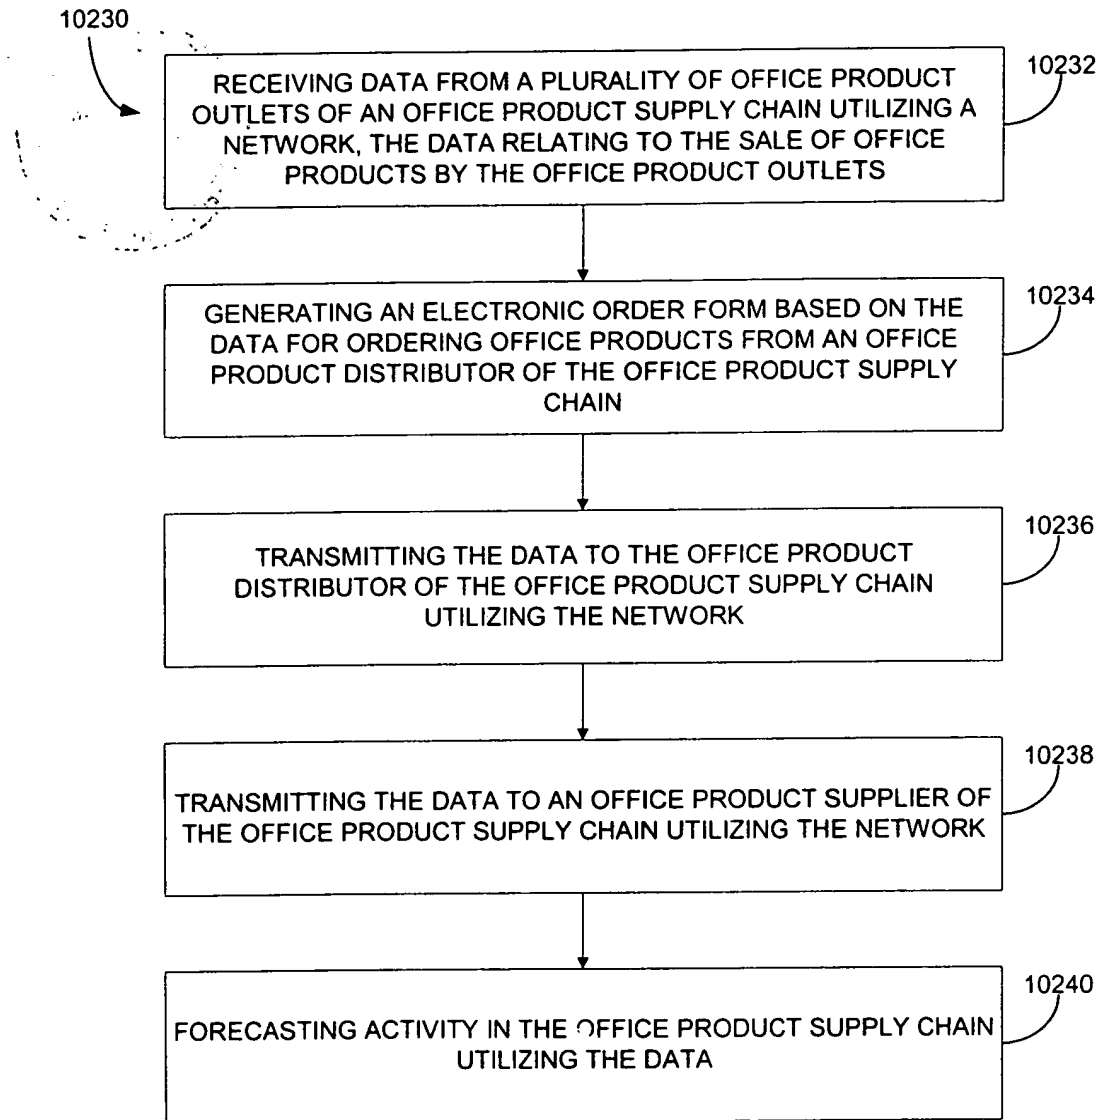 10230
RECEIVING DATA FROM A PLURALITY OF OFFICE PRODUCT
OUTLETS OF AN OFFICE PRODUCT SUPPLY CHAIN UTILIZING A
NETWORK, THE DATA RELATING TO THE SALE OF OFFICE
PRODUCTS BY THE OFFICE PRODUCT OUTLETS
10232
GENERATING AN ELECTRONIC ORDER FORM BASED ON THE
DATA FOR ORDERING OFFICE PRODUCTS FROM AN OFFICE
PRODUCT DISTRIBUTOR OF THE OFFICE PRODUCT SUPPLY
CHAIN
10234
TRANSMITTING THE DATA TO THE OFFICE PRODUCT
DISTRIBUTOR OF THE OFFICE PRODUCT SUPPLY CHAIN
UTILIZING THE NETWORK
10236
TRANSMITTING THE DATA TO AN OFFICE PRODUCT SUPPLIER OF
THE OFFICE PRODUCT SUPPLY CHAIN UTILIZING THE NETWORK
10238
FORECASTING ACTIVITY IN THE OFFICE PRODUCT SUPPLY CHAIN
UTILIZING THE DATA
10240